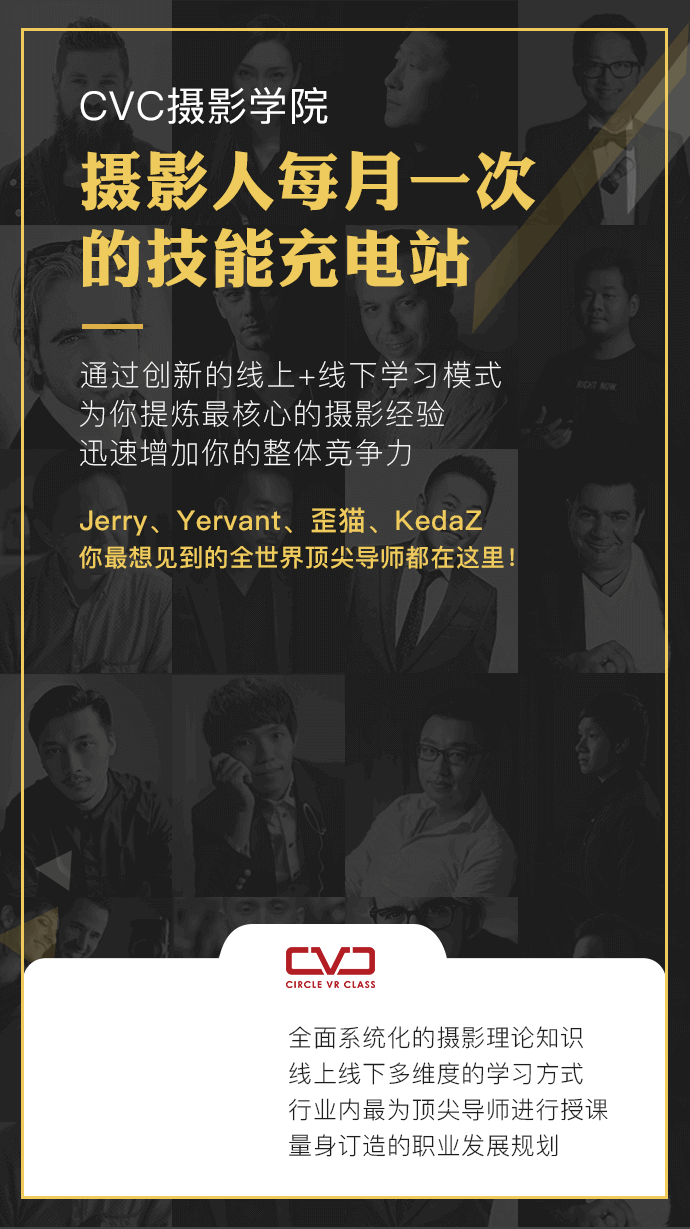 CVC摄影学院
摄影人每月一次
的技能充电站
通过创新的线上+线下学习模式
为你提炼最核心的摄影经验
迅速增加你的整体竞争力
Jerry、Yervant、歪猫、KedaZ
你最想见到的全世界顶尖导师都在这里！
RIGHT NOW.
CVC
CIRCLE VR CLASS
全面系统化的摄影理论知识
线上线下多维度的学习方式
行业内最为顶尖导师进行授课
量身订造的职业发展规划